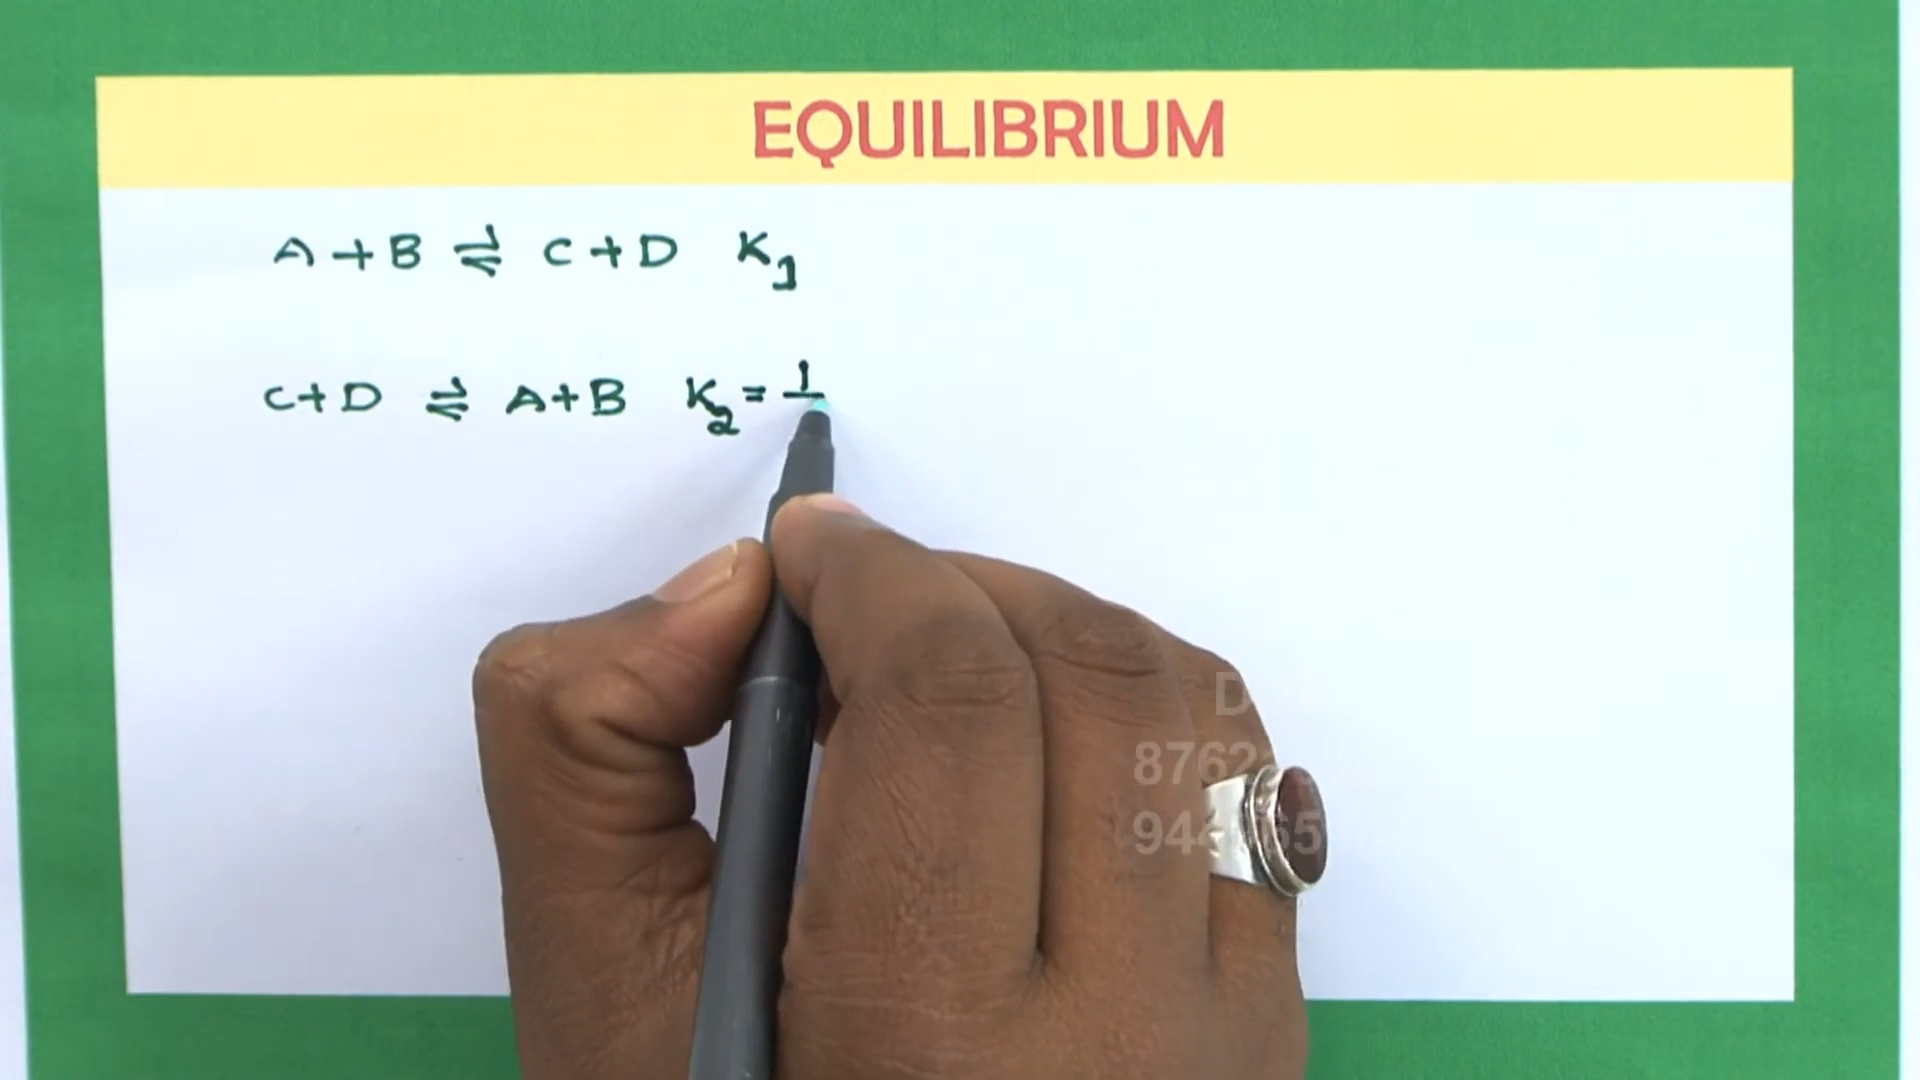 EQUILIBRIUM
A + B ⇌ C + D K₁
C + D ⇌ A + B K₂ = 1/